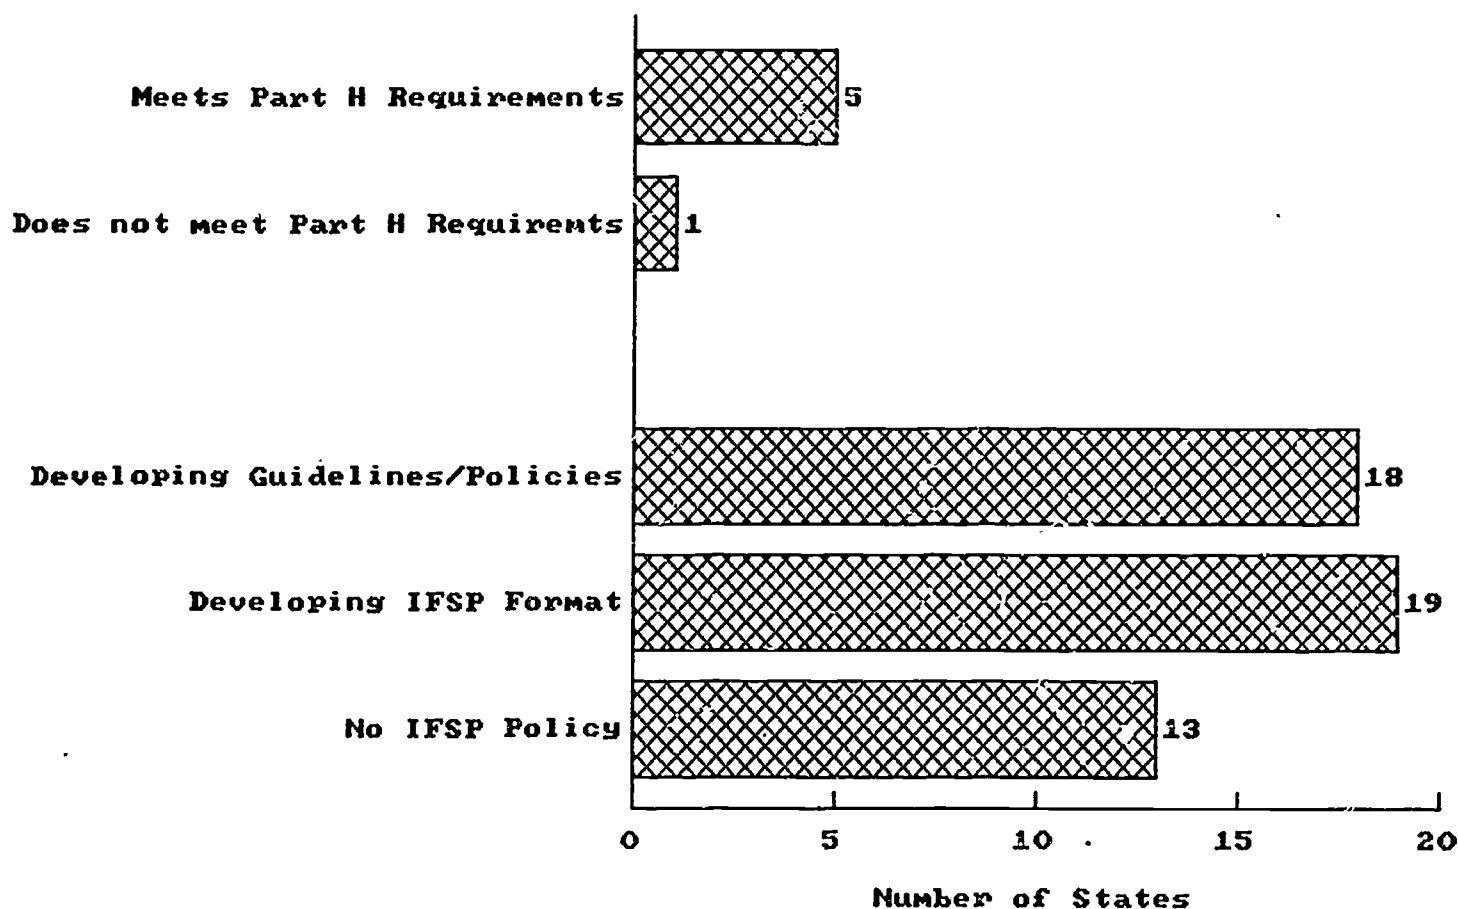 Meets Part H Requirements 5
Does not meet Part H Requiremts 1
Developing Guidelines/Policies 18
Developing IFSP Format 19
No IFSP Policy 13
0 5 10 15 20
Number of States